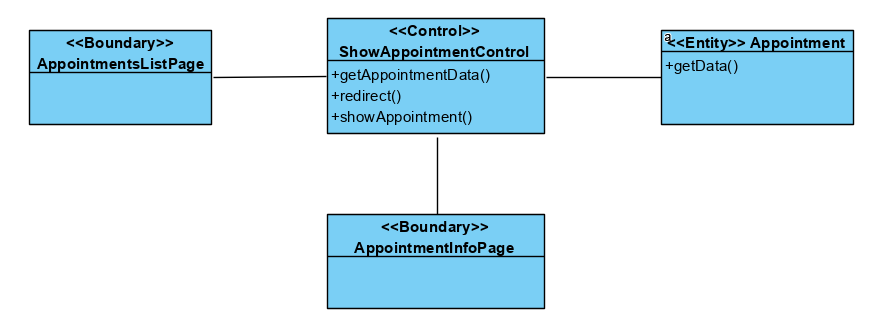 <<Boundary>>
AppointmentsListPage
<<Control>>
ShowAppointmentControl
+getAppointmentData()
+redirect()
+showAppointment()
a
<<Entity>> Appointment
+getData()
<<Boundary>>
AppointmentInfoPage